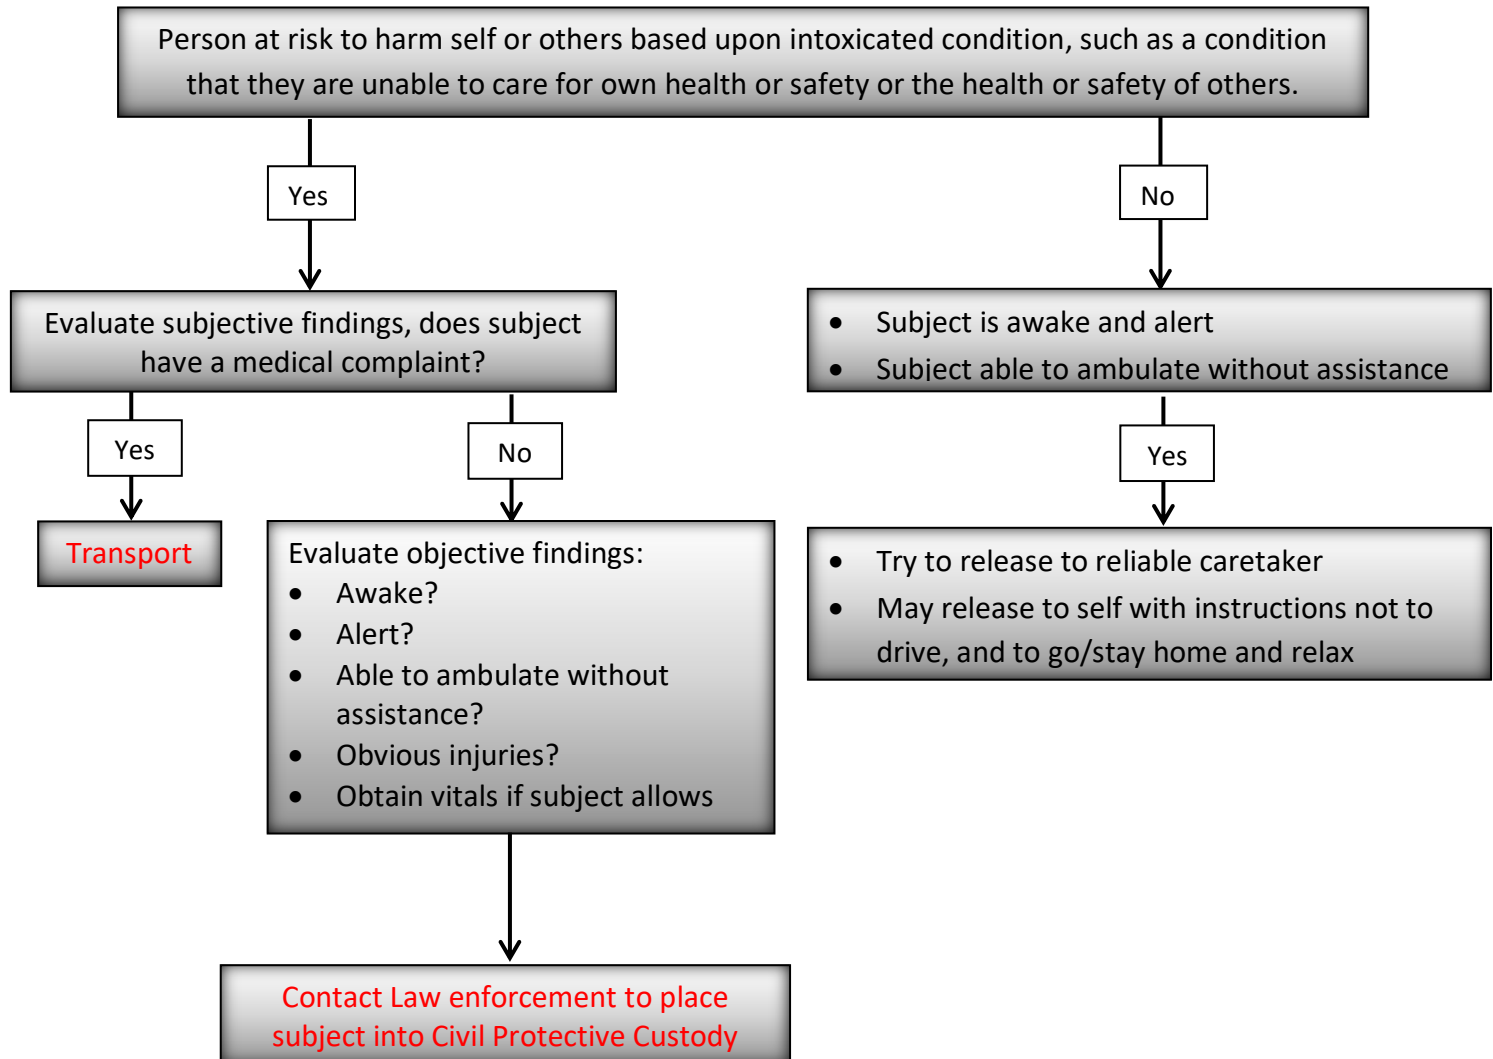 Person at risk to harm self or others based upon intoxicated condition, such as a condition
that they are unable to care for own health or safety or the health or safety of others.
Yes
No
Evaluate subjective findings, does subject
have a medical complaint?
• Subject is awake and alert
• Subject able to ambulate without assistance
Yes
No
Yes
Transport
Evaluate objective findings:
• Awake?
• Alert?
• Able to ambulate without
assistance?
• Obvious injuries?
• Obtain vitals if subject allows
• Try to release to reliable caretaker
• May release to self with instructions not to
drive, and to go/stay home and relax
Contact Law enforcement to place
subject into Civil Protective Custody